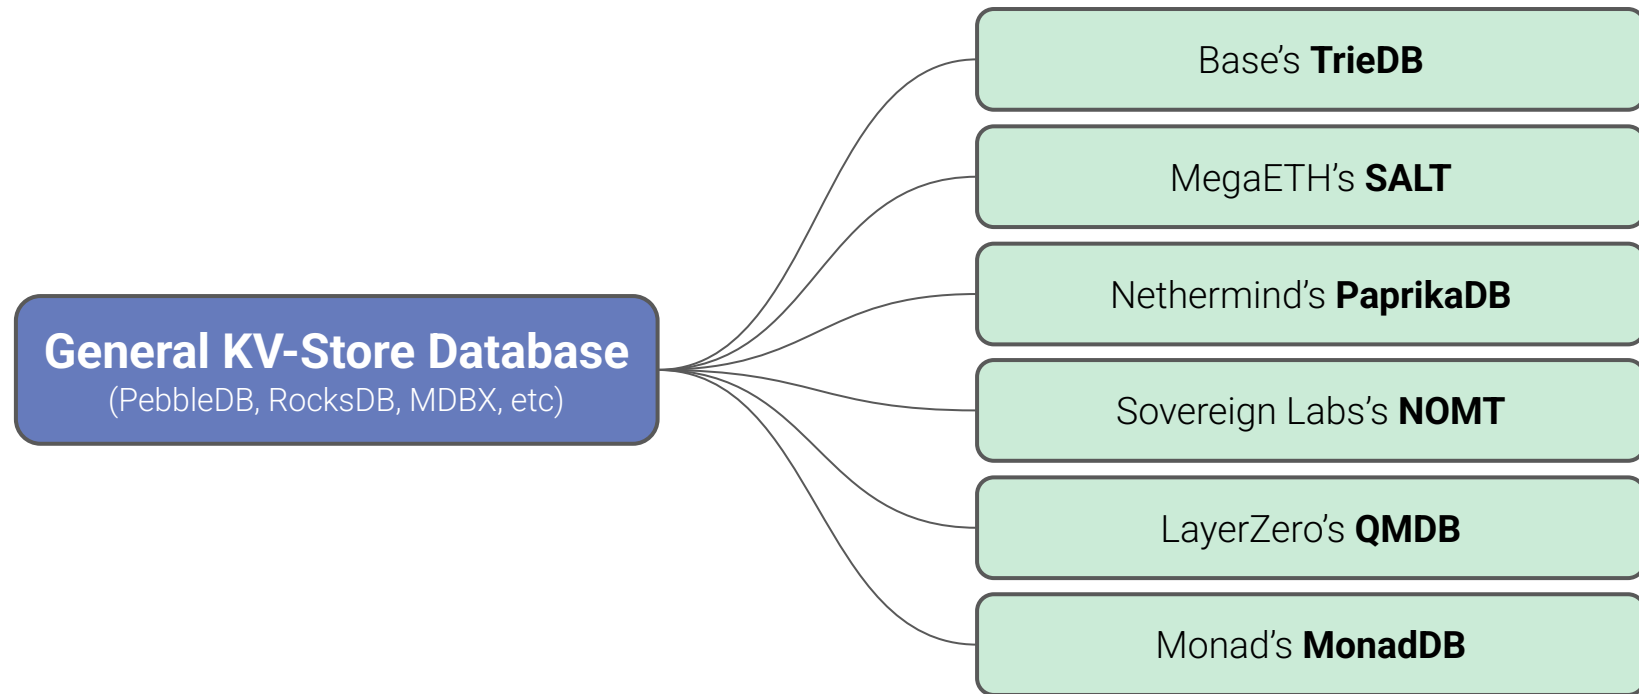 General KV-Store Database
(PebbleDB, RocksDB, MDBX, etc)
Base’s TrieDB
MegaETH’s SALT
Nethermind’s PaprikaDB
Sovereign Labs’s NOMT
LayerZero’s QMDB
Monad’s MonadDB